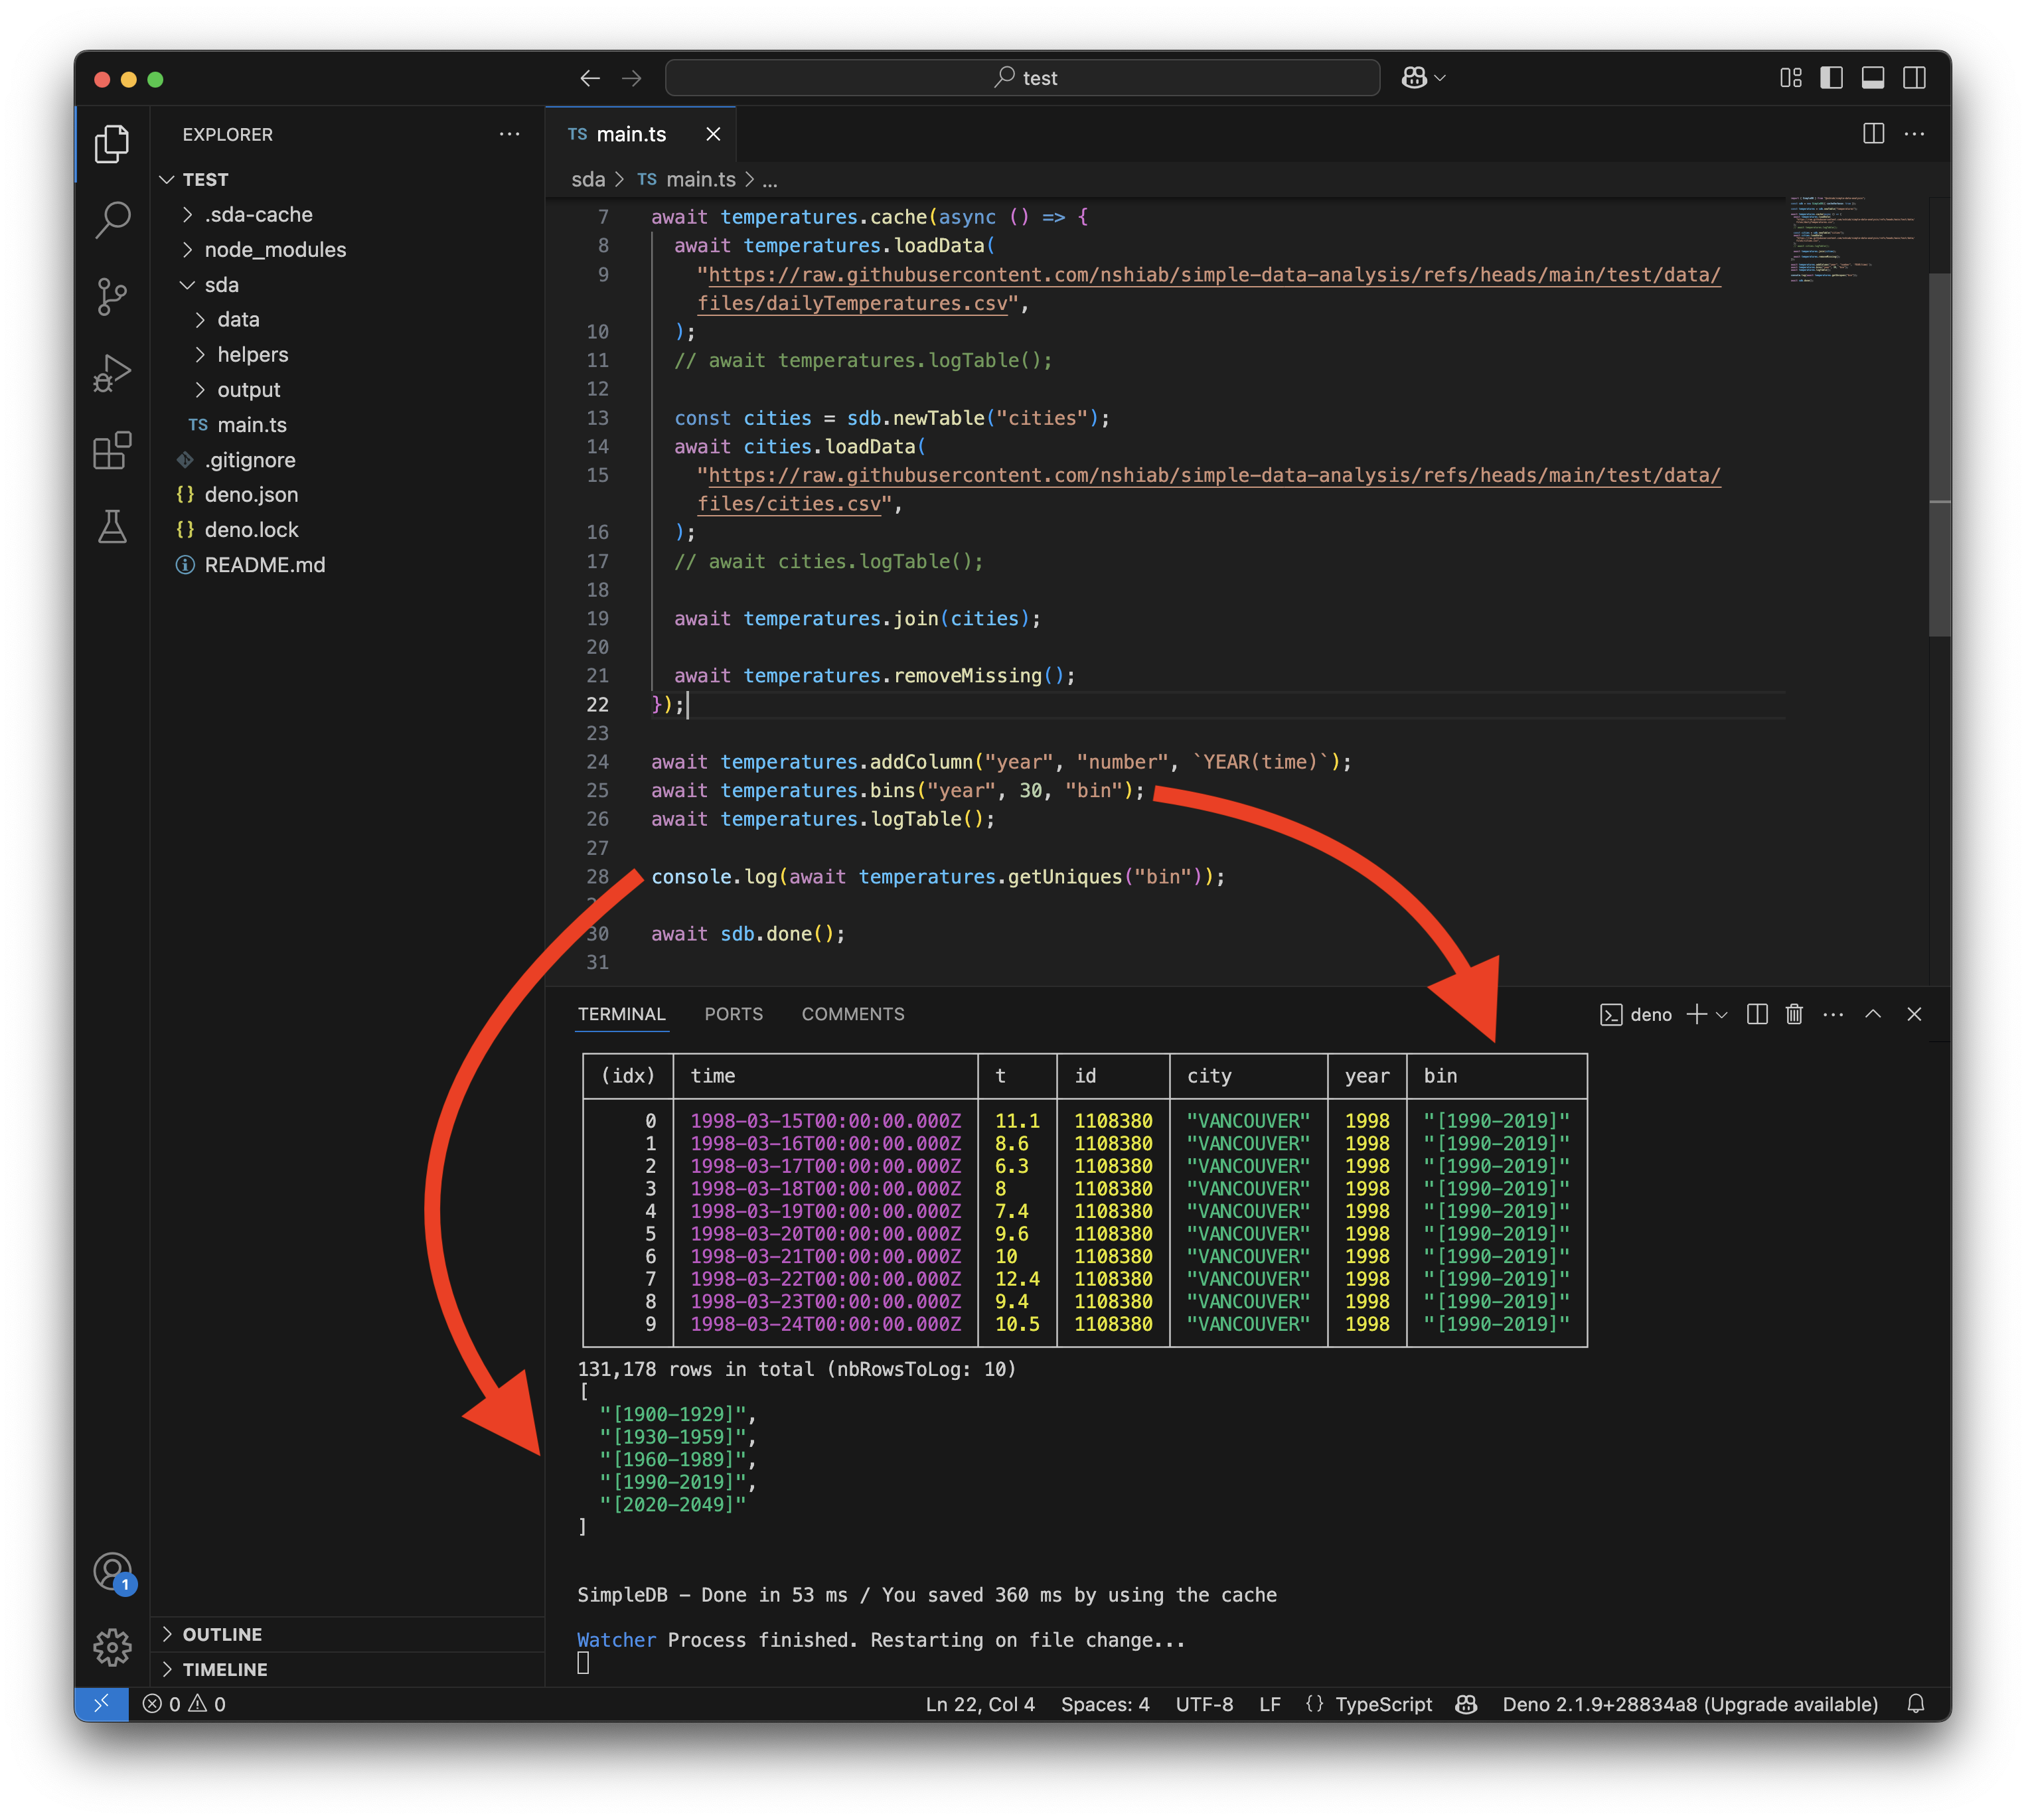 test
EXPLORER
TEST
.sda-cache
node_modules
sda
data
helpers
output
TS main.ts
.gitignore
{} deno.json
{} deno.lock
README.md
OUTLINE
TIMELINE
1
TS main.ts
sda > TS main.ts > ...
7 await temperatures.cache(async () => {
8 await temperatures.loadData(
9 "https://raw.githubusercontent.com/nshiab/simple-data-analysis/refs/heads/main/test/data/
files/dailyTemperatures.csv",
10 );
11 // await temperatures.logTable();
12
13 const cities = sdb.newTable("cities");
14 await cities.loadData(
15 "https://raw.githubusercontent.com/nshiab/simple-data-analysis/refs/heads/main/test/data/
files/cities.csv",
16 );
17 // await cities.logTable();
18
19 await temperatures.join(cities);
20
21 await temperatures.removeMissing();
22 });
23
24 await temperatures.addColumn("year", "number", `YEAR(time)`);
25 await temperatures.bins("year", 30, "bin");
26 await temperatures.logTable();
27
28 console.log(await temperatures.getUniques("bin"));
30 await sdb.done();
31
TERMINAL PORTS COMMENTS deno
(idx) time t id city year bin
0 1998-03-15T00:00:00.000Z 11.1 1108380 "VANCOUVER" 1998 "[1990-2019]"
1 1998-03-16T00:00:00.000Z 8.6 1108380 "VANCOUVER" 1998 "[1990-2019]"
2 1998-03-17T00:00:00.000Z 6.3 1108380 "VANCOUVER" 1998 "[1990-2019]"
3 1998-03-18T00:00:00.000Z 8 1108380 "VANCOUVER" 1998 "[1990-2019]"
4 1998-03-19T00:00:00.000Z 7.4 1108380 "VANCOUVER" 1998 "[1990-2019]"
5 1998-03-20T00:00:00.000Z 9.6 1108380 "VANCOUVER" 1998 "[1990-2019]"
6 1998-03-21T00:00:00.000Z 10 1108380 "VANCOUVER" 1998 "[1990-2019]"
7 1998-03-22T00:00:00.000Z 12.4 1108380 "VANCOUVER" 1998 "[1990-2019]"
8 1998-03-23T00:00:00.000Z 9.4 1108380 "VANCOUVER" 1998 "[1990-2019]"
9 1998-03-24T00:00:00.000Z 10.5 1108380 "VANCOUVER" 1998 "[1990-2019]"
131,178 rows in total (nbRowsToLog: 10)
[
"[1900-1929]",
"[1930-1959]",
"[1960-1989]",
"[1990-2019]",
"[2020-2049]"
]
SimpleDB – Done in 53 ms / You saved 360 ms by using the cache
Watcher Process finished. Restarting on file change...
0 0 Ln 22, Col 4 Spaces: 4 UTF-8 LF {} TypeScript Deno 2.1.9+28834a8 (Upgrade available)